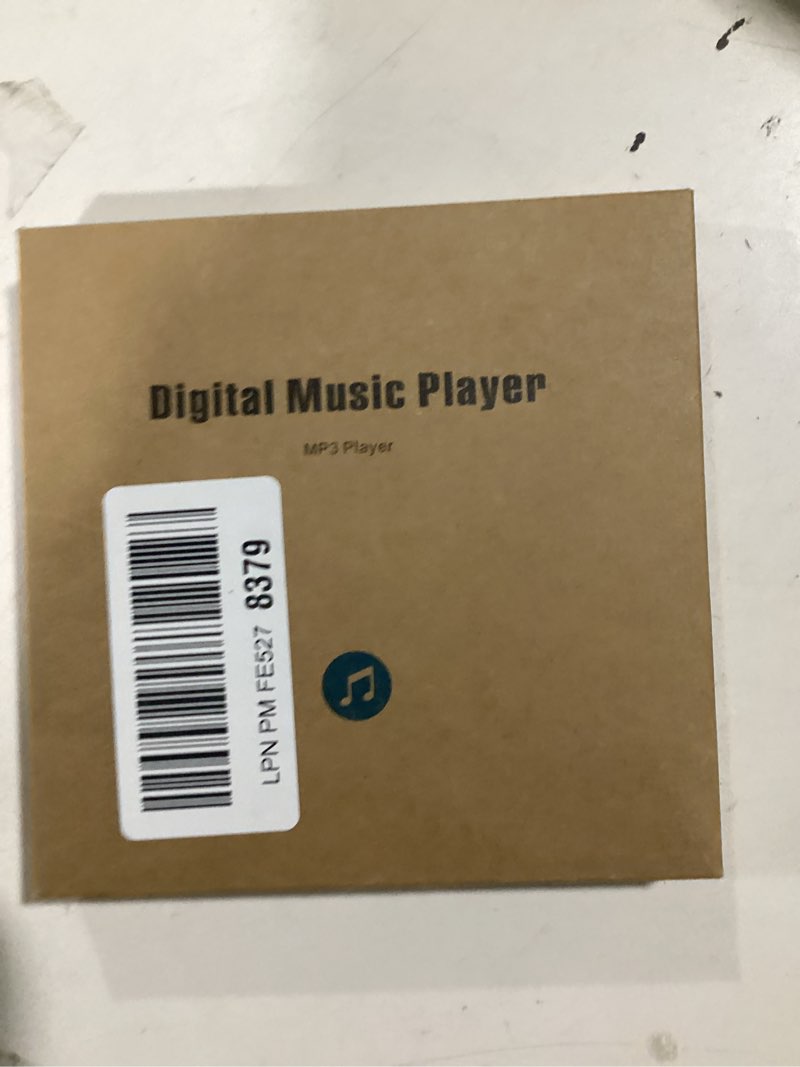 Digital Music Player
MP3 Player
LPN PM FE527 8379